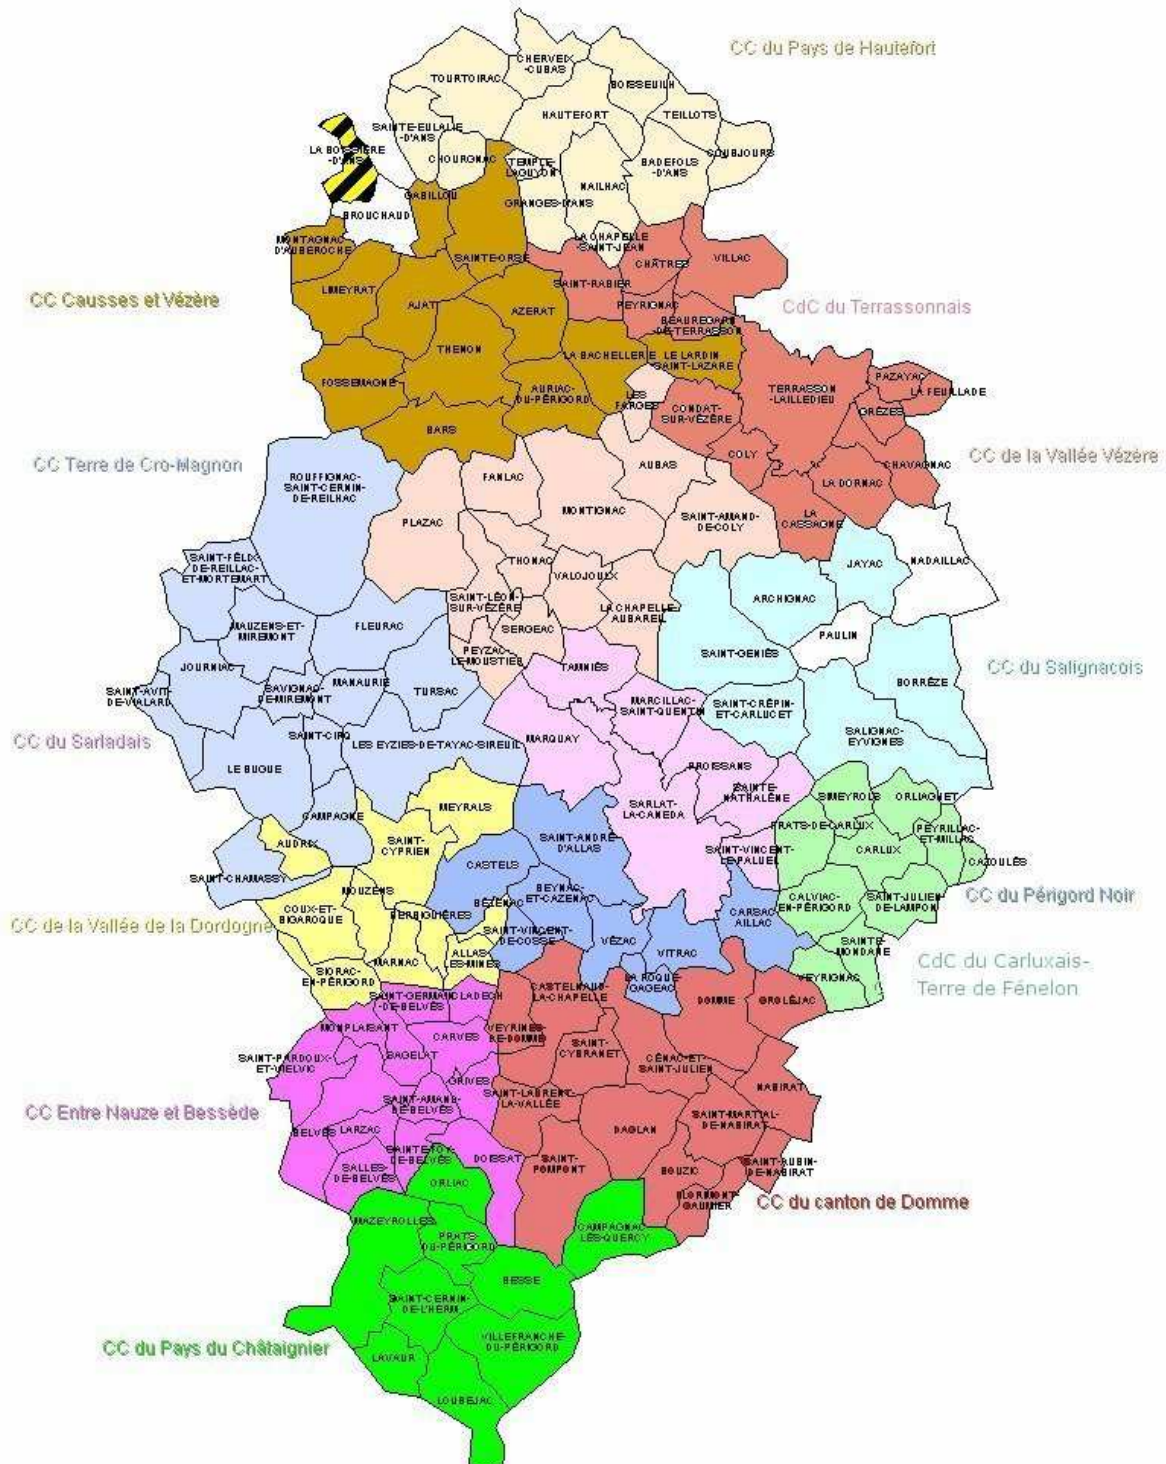 CC du Pays de Hautefort
CHERVEIX
-CUBAS
TOURTOIRAC
BOISSEUILH
HAUTEFORT
TEILLOTS
SAINTE-EULALIE
-D'ANS
LA BOISSIERE
-D'ANS
CHOURGNAC
TEMPLE-
LAGUYON
BADEFOLS
-D'ANS
COUBJOURS
NAILHAC
GABILLOU
GRANGES-D'ANS
BROUCHAUD
LA CHAPELLE
-SAINT-JEAN
MONTAGNAC
D'AUBEROCHE
SAINTE-ORSE
CHÂTRES
VILLAC
LIMEYRAT
SAINT-RABIER
CC Causses et Vézère
AJAT
AZERAT
PEYRIGNAC
CdC du Terrassonnais
BEAUREGARD
-DE-TERRASSON
THENON
LA BACHELLERIE
LE LARDIN
SAINT-LAZARE
FOSSEMAGNE
AURIAC-
DU-PÉRIGORD
LES
FARGES
TERRASSON
-LAILLEDIEU
PAZAYAC
LA FEUILLADE
GRÈZES
CONDAT-
SUR-VÉZÈRE
BARS
CC Terre de Cro-Magnon
CC de la Vallée Vézère
COLY
CHAVAGNAC
ROUFFIGNAC-
SAINT-CERNIN-
DE-REILHAC
FANLAC
AUBAS
LA DORNAC
PLAZAC
MONTIGNAC
SAINT-AMAND-
DE-COLY
LA
CASSAGNE
SAINT-FÉLIX-
DE-REILLAC-
ET-MORTEMART
THONAC
VALOJOULX
JAYAC
NADAILLAC
ARCHIGNAC
SAINT-LÉON-
SUR-VÉZÈRE
LA CHAPELLE
AUBAREIL
MAUZENS-ET-
MIREMONT
FLEURAC
SERGEAC
PAULIN
PEYZAC-
LE-MOUSTIER
SAINT-GENIÈS
JOURNIAC
TAMNIÈS
CC du Salignacois
MANAURIE
BORRÈZE
SAINT-AVIT-
DE-VIALARD
SAVIGNAC-
DE-MIREMONT
TURSAC
MARCILLAC-
SAINT-QUENTIN
SAINT-CRÉPIN-
ET-CARLUCET
CC du Sarladais
SAINT-CIRQ
LES EYZIES-DE-TAYAC-SIREUIL
MARQUAY
SALIGNAC-
EYVIGNES
LE BUGUE
PROISSANS
SAINTE-
NATHALÈNE
MEYRALS
SARLAT-
LA-CANEDA
SIMEYROLS
ORLIAGUET
CAMPAGNE
PRATS-DE-CARLUX
PEYRILLAC-
ET-MILLAC
AUDRIX
SAINT-
CYPRIEN
SAINT-ANDRÉ-
D'ALLAS
SAINT-VINCENT-
LE-PALUEL
CARLUX
CAZOULÈS
SAINT-CHAMASSY
CASTELS
MOUZENS
BÉZENAC
BEYNAC-
ET-CAZENAC
CALVIAC-
EN-PÉRIGORD
SAINT-JULIEN
DE-LAMPON
CC du Périgord Noir
COUX-ET-
BIGAROQUE
BERBIGUIÈRES
CARSAC-
AILLAC
CC de la Vallée de la Dordogne
SAINT-VINCENT-
DE-COSSE
VÉZAC
VITRAC
SAINTE-
MONDANE
ALLAS-
LES-MINES
MARNAC
SIORAC-
EN-PÉRIGORD
VEYRIGNAC
CdC du Carluxais-
Terre de Fénelon
LA ROQUE-
GAGEAC
CASTELNAUD-
LA-CHAPELLE
SAINT-GERMAIN
-DE-BELVÈS
CLADECH
DOMME
GROLÉJAC
MONPLAISANT
CARVES
VEYRINES-
DE-DOMME
SAINT-PARDOUX-
ET-VIELVIC
SAGELAT
SAINT-
CYBRANET
CÉNAC-ET-
SAINT-JULIEN
GRIVES
NABIRAT
SAINT-LAURENT-
LA-VALLÉE
CC Entre Nauze et Bessède
SAINT-AMAND-
DE-BELVÈS
SAINT-MARTIAL-
DE-NABIRAT
BELVÈS
LARZAC
DAGLAN
SAINTE-FOY-
DE-BELVÈS
DOISSAT
SAINT-
POMPONT
SALLES-
DE-BELVÈS
BOUZIC
SAINT-AUBIN-
DE-NABIRAT
ORLIAC
FLORIMONT-
GAUMIER
CC du canton de Domme
MAZEYROLLES
CAMPAGNAC-
LÈS-QUERCY
PRATS-
DU-PÉRIGORD
BESSE
SAINT-CERNIN-
DE-L'HERM
VILLEFRANCHE-
DU-PÉRIGORD
CC du Pays du Châtaignier
LAVAUR
LOUBEJAC